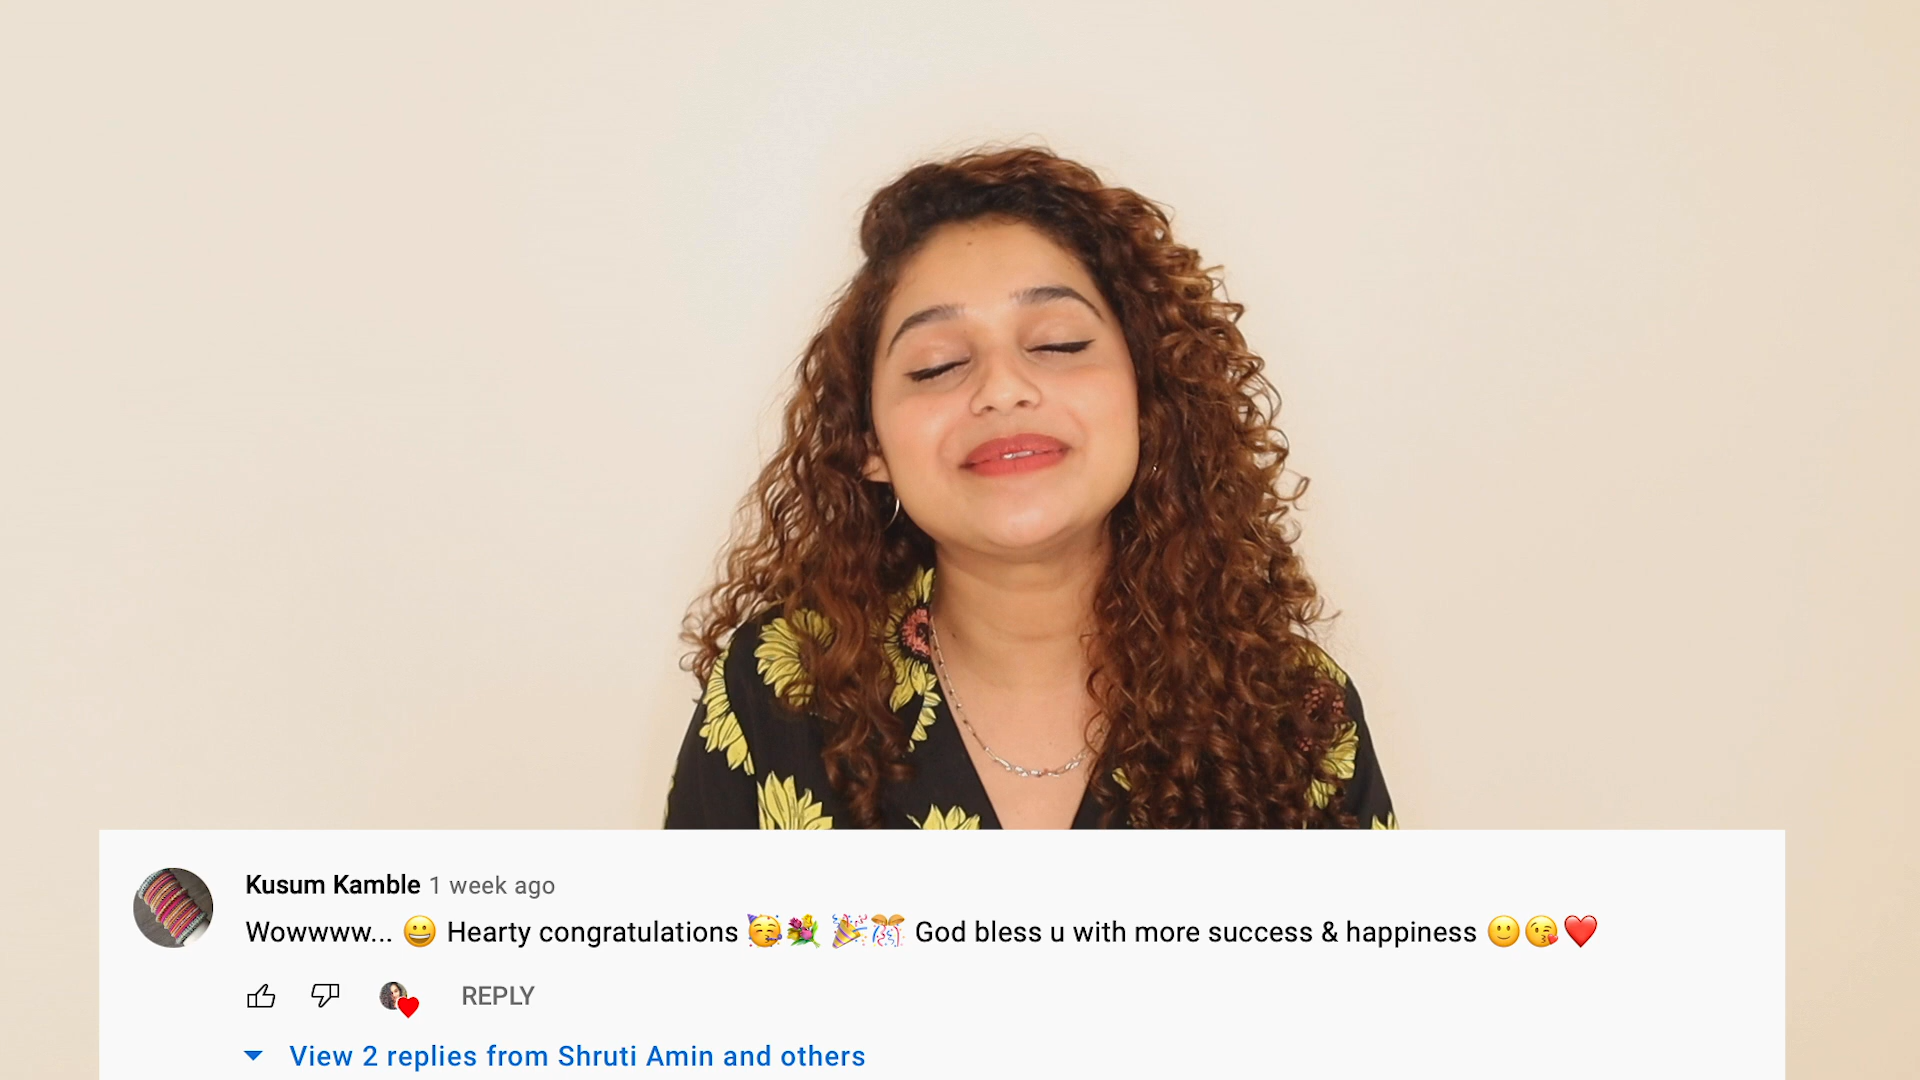 Kusum Kamble 1 week ago
Wowwww... 😀 Hearty congratulations 🥳💐 🎉🎊 God bless u with more success & happiness 🙂😘❤️
REPLY
View 2 replies from Shruti Amin and others